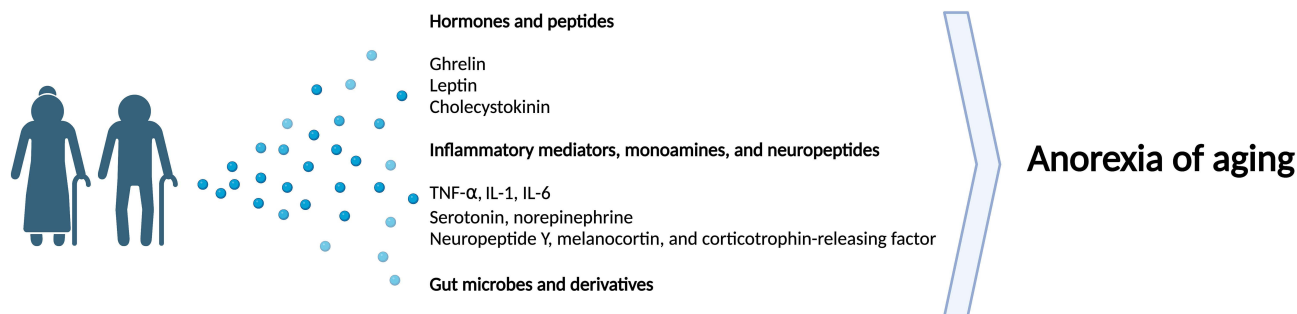 Hormones and peptides
Ghrelin
Leptin
Cholecystokinin
Inflammatory mediators, monoamines, and neuropeptides
TNF-α, IL-1, IL-6
Serotonin, norepinephrine
Neuropeptide Y, melanocortin, and corticotrophin-releasing factor
Gut microbes and derivatives
Anorexia of aging